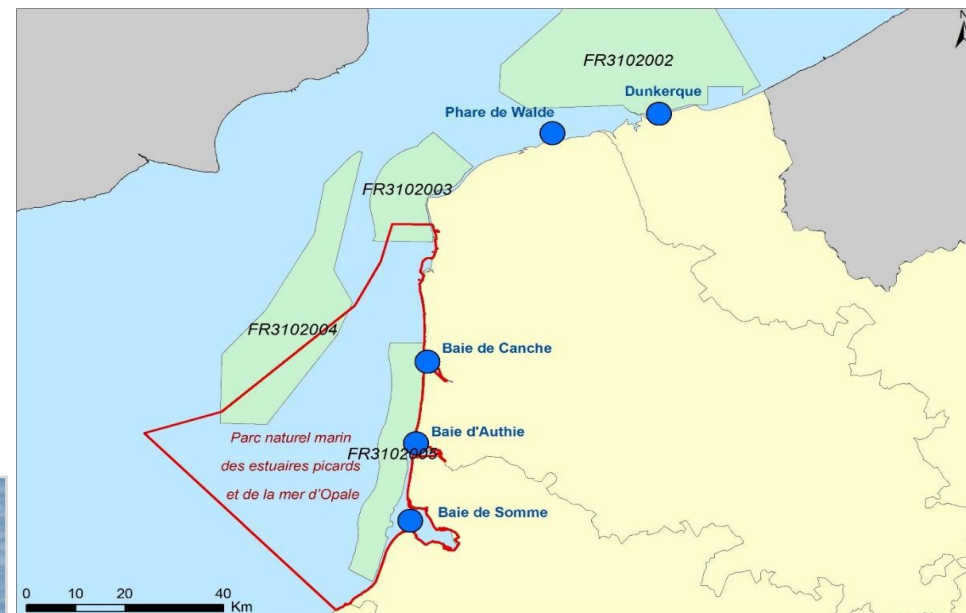 N
FR3102002
Dunkerque
Phare de Walde
FR3102003
FR3102004
Baie de Canche
Parc naturel marin
des estuaires picards
et de la mer d'Opale
Baie d'Authie
FR3102005
Baie de Somme
0 10 20 40
Km